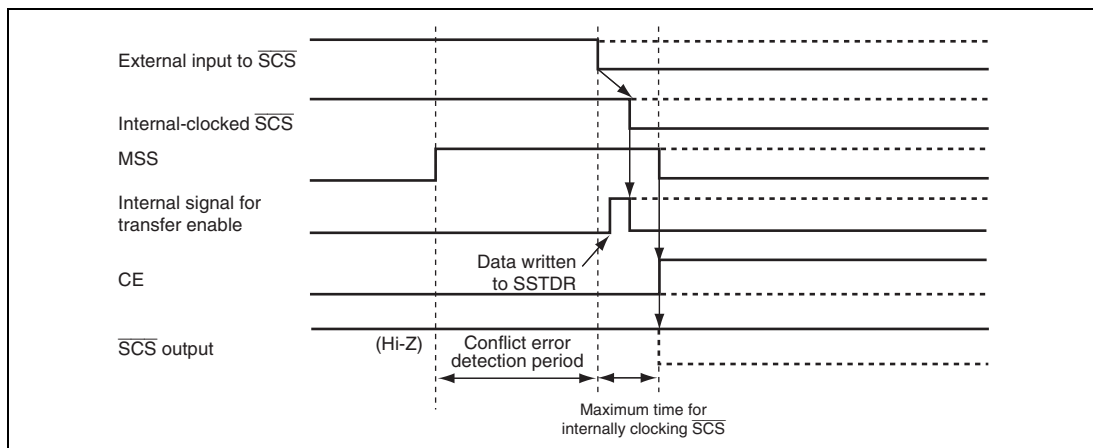 External input to SCS
Internal-clocked SCS
MSS
Internal signal for
transfer enable
Data written
to SSTDR
CE
SCS output
(Hi-Z)
Conflict error
detection period
Maximum time for
internally clocking SCS